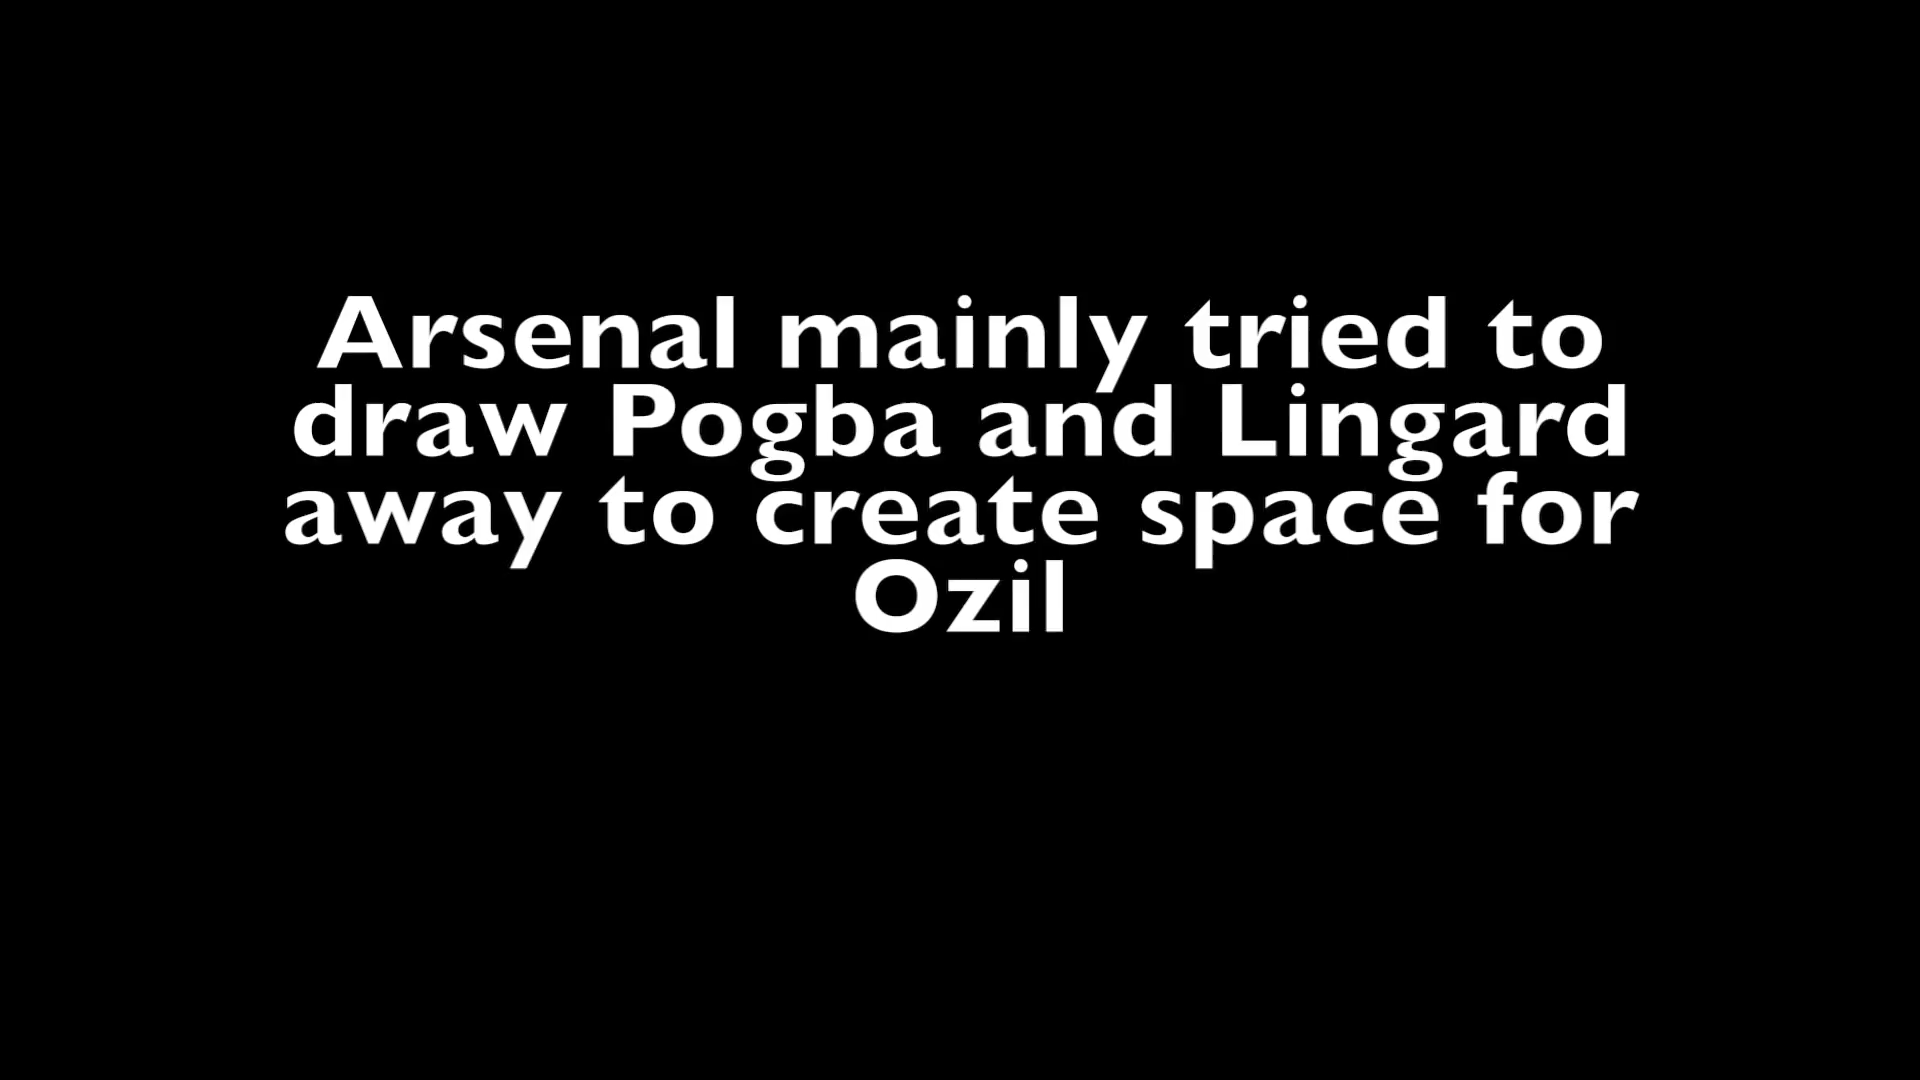 Arsenal mainly tried to
draw Pogba and Lingard
away to create space for
Ozil